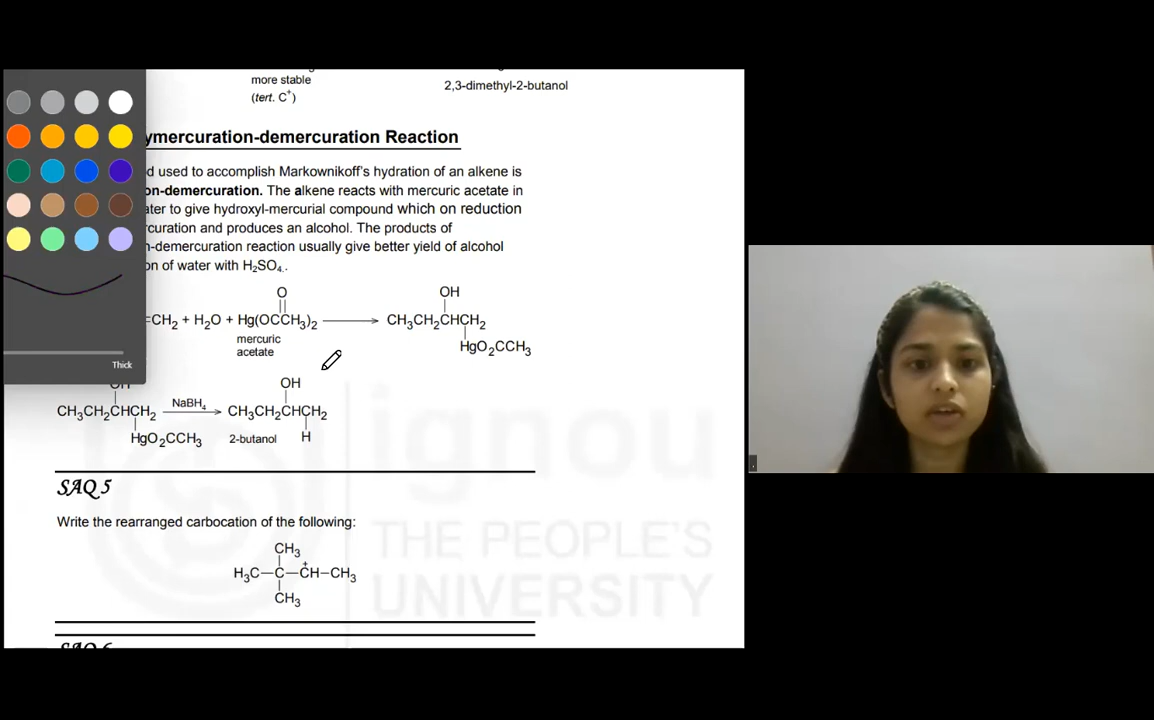 more stable
(tert. C+)
2,3-dimethyl-2-butanol
ymercuration-demercuration Reaction
d used to accomplish Markownikoff's hydration of an alkene is
on-demercuration. The alkene reacts with mercuric acetate in
ater to give hydroxyl-mercurial compound which on reduction
rcuration and produces an alcohol. The products of
n-demercuration reaction usually give better yield of alcohol
on of water with H2SO4.
O
OH
=CH2 + H2O + Hg(OCCH3)2 → CH3CH2CHCH2
mercuric
acetate
HgO2CCH3
OH
OH
CH3CH2CHCH2 NaBH4 → CH3CH2CHCH2
HgO2CCH3
2-butanol
H
SAQ 5
Write the rearranged carbocation of the following:
CH3
H3C–C–CH–CH3
+
CH3
SAQ 6
Thick
ignou
THE PEOPLE'S
UNIVERSITY